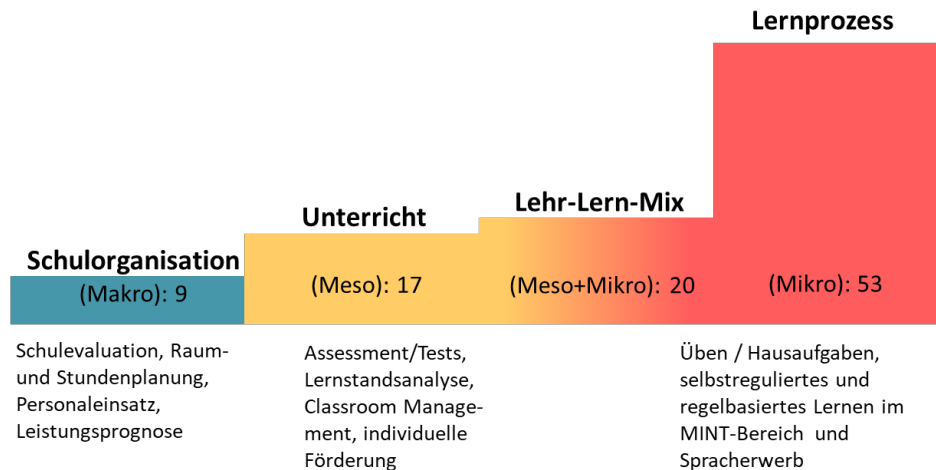 Lernprozess
Lehr-Lern-Mix
Unterricht
Schulorganisation
(Makro): 9
(Meso): 17
(Meso+Mikro): 20
(Mikro): 53
Schulevaluation, Raum-
und Stundenplanung,
Personaleinsatz,
Leistungsprognose
Assessment/Tests,
Lernstandsanalyse,
Classroom Manage-
ment, individuelle
Förderung
Üben / Hausaufgaben,
selbstreguliertes und
regelbasiertes Lernen im
MINT-Bereich und
Spracherwerb